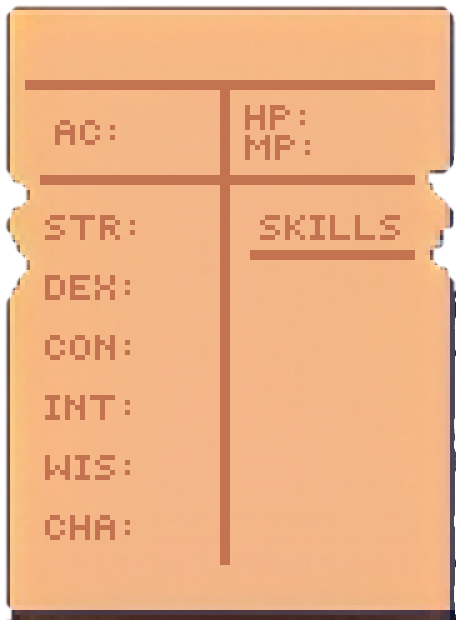 AC:
HP:
MP:
STR:
SKILLS
DEX:
CON:
INT:
WIS:
CHA: